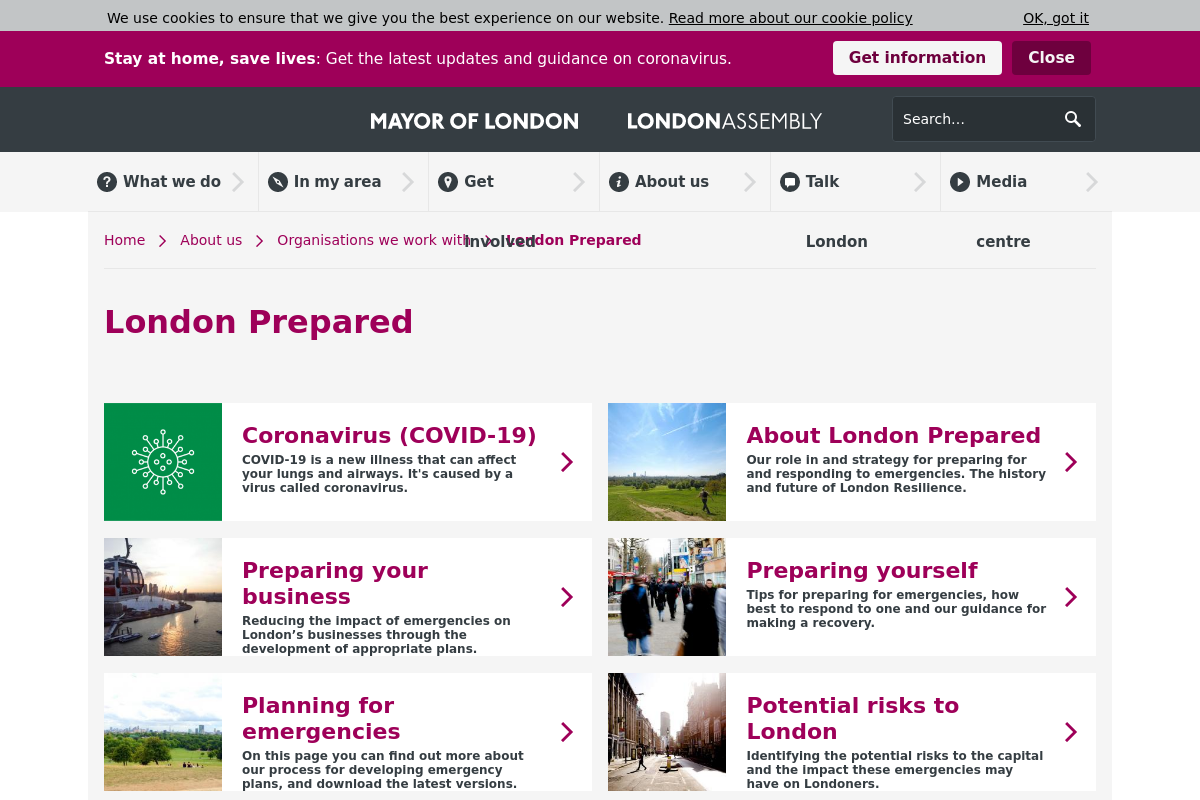 We use cookies to ensure that we give you the best experience on our website. Read more about our cookie policy
OK, got it
Stay at home, save lives: Get the latest updates and guidance on coronavirus.
Get information
Close
MAYOR OF LONDON
LONDONASSEMBLY
Search...
What we do
In my area
Get
Involved
About us
Talk
London
Media
centre
Home
About us
Organisations we work with
London Prepared
London Prepared
Coronavirus (COVID-19)
COVID-19 is a new illness that can affect
your lungs and airways. It's caused by a
virus called coronavirus.
About London Prepared
Our role in and strategy for preparing for
and responding to emergencies. The history
and future of London Resilience.
Preparing your
business
Reducing the impact of emergencies on
London’s businesses through the
development of appropriate plans.
Preparing yourself
Tips for preparing for emergencies, how
best to respond to one and our guidance for
making a recovery.
Planning for
emergencies
On this page you can find out more about
our process for developing emergency
plans, and download the latest versions.
Potential risks to
London
Identifying the potential risks to the capital
and the impact these emergencies may
have on Londoners.